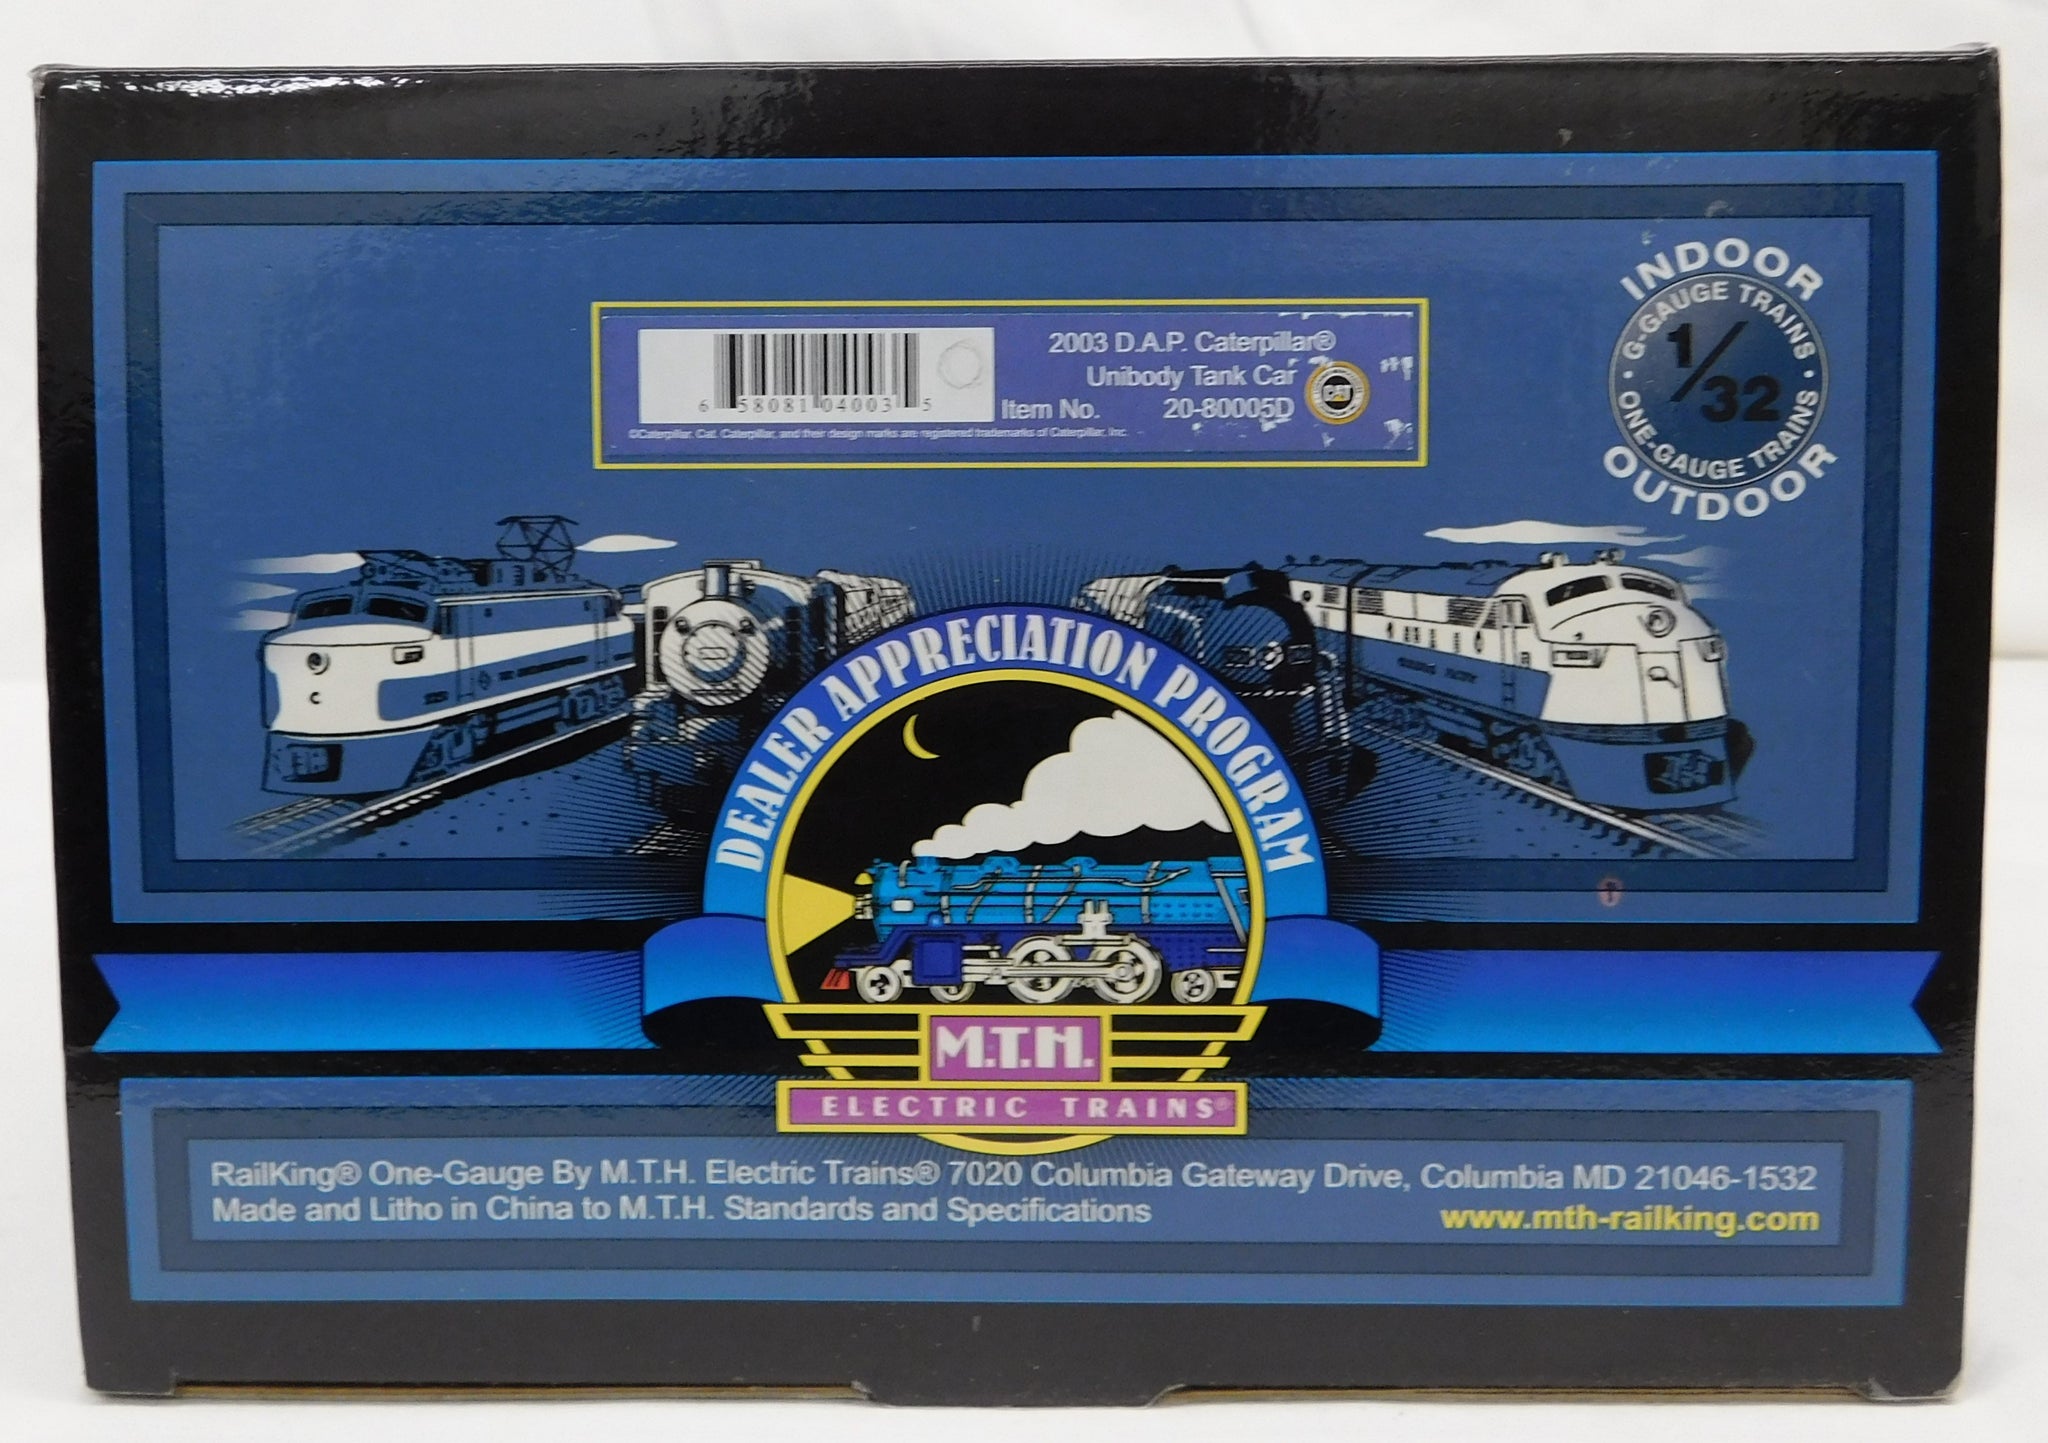 2003 D.A.P. Caterpillar®
Unibody Tank Car
Item No. 20-80005D
CAT
6 58081 04003 5
©Caterpillar, Cat, Caterpillar, and their design marks are registered trademarks of Caterpillar, Inc.
INDOOR
G-GAUGE TRAINS
1/32
ONE-GAUGE TRAINS
OUTDOOR
DEALER APPRECIATION PROGRAM
M.T.H.
ELECTRIC TRAINS®
RailKing® One-Gauge By M.T.H. Electric Trains® 7020 Columbia Gateway Drive, Columbia MD 21046-1532
Made and Litho in China to M.T.H. Standards and Specifications
www.mth-railking.com